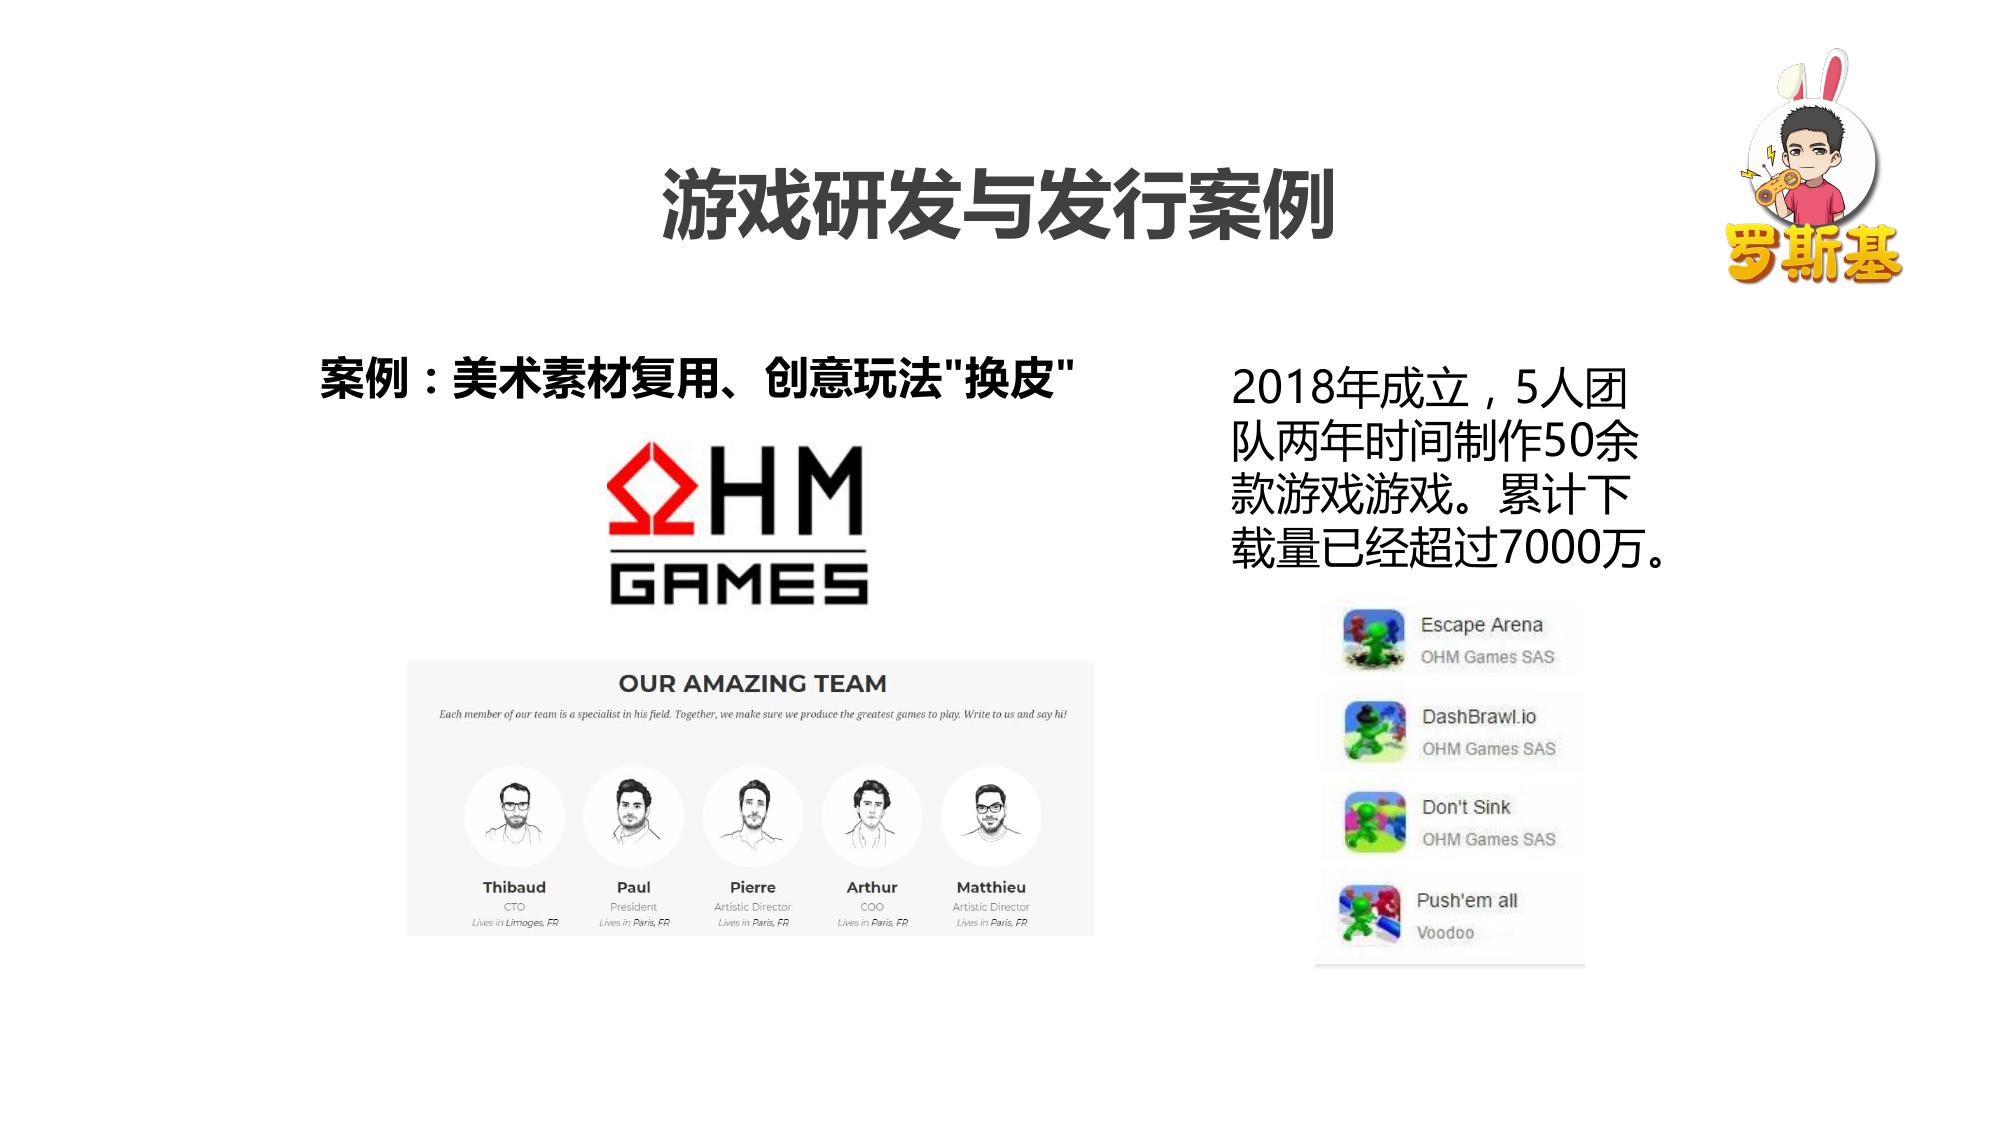 罗斯基
游戏研发与发行案例
案例：美术素材复用、创意玩法"换皮"
ΩHM
GAMES
OUR AMAZING TEAM
Each member of our team is a specialist in his field. Together, we make sure we produce the greatest games to play. Write to us and say hi!
Thibaud
CTO
Lives in Limoges, FR
Paul
President
Lives in Paris, FR
Pierre
Artistic Director
Lives in Paris, FR
Arthur
COO
Lives in Paris, FR
Matthieu
Artistic Director
Lives in Paris, FR
2018年成立，5人团
队两年时间制作50余
款游戏游戏。累计下
载量已经超过7000万。
Escape Arena
OHM Games SAS
DashBrawl.io
OHM Games SAS
Don't Sink
OHM Games SAS
Push'em all
Voodoo